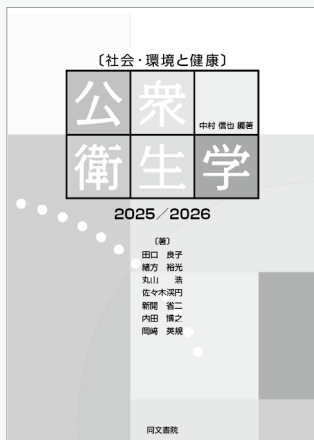 〔社会・環境と健康〕
公衆
中村 信也 編著
衛生学
2025／2026
〔著〕
田口 良子
緒方 裕光
丸山 浩
佐々木渓円
新開 省二
内田 博之
岡﨑 英規
同文書院